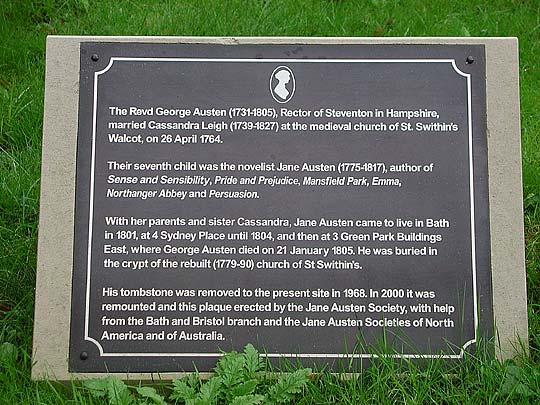 The Revd George Austen (1731-1805), Rector of Steventon in Hampshire,
married Cassandra Leigh (1739-1827) at the medieval church of St. Swithin's
Walcot, on 26 April 1764.
Their seventh child was the novelist Jane Austen (1775-1817), author of
Sense and Sensibility, Pride and Prejudice, Mansfield Park, Emma,
Northanger Abbey and Persuasion.
With her parents and sister Cassandra, Jane Austen came to live in Bath
in 1801, at 4 Sydney Place until 1804, and then at 3 Green Park Buildings
East, where George Austen died on 21 January 1805. He was buried in
the crypt of the rebuilt (1779-90) church of St Swithin's.
His tombstone was removed to the present site in 1968. In 2000 it was
remounted and this plaque erected by the Jane Austen Society, with help
from the Bath and Bristol branch and the Jane Austen Societies of North
America and of Australia.